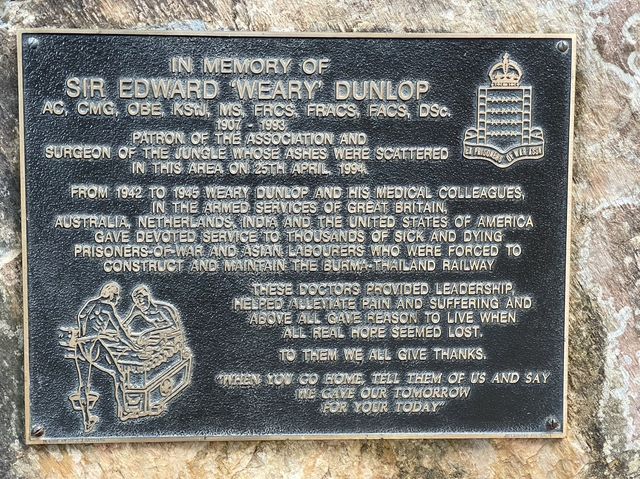 IN MEMORY OF
SIR EDWARD 'WEARY' DUNLOP
AC, CMG, OBE, KStJ, MS, FRCS, FRACS, FACS, DSc.
1907 - 1993
PATRON OF THE ASSOCIATION AND
SURGEON OF THE JUNGLE WHOSE ASHES WERE SCATTERED
IN THIS AREA ON 25TH APRIL, 1994.
EX PRISONERS OF WAR ASSN
FROM 1942 TO 1945 WEARY DUNLOP AND HIS MEDICAL COLLEAGUES,
IN THE ARMED SERVICES OF GREAT BRITAIN,
AUSTRALIA, NETHERLANDS, INDIA AND THE UNITED STATES OF AMERICA
GAVE DEVOTED SERVICE TO THOUSANDS OF SICK AND DYING
PRISONERS-OF-WAR AND ASIAN LABOURERS WHO WERE FORCED TO
CONSTRUCT AND MAINTAIN THE BURMA-THAILAND RAILWAY
THESE DOCTORS PROVIDED LEADERSHIP,
HELPED ALLEVIATE PAIN AND SUFFERING AND
ABOVE ALL GAVE REASON TO LIVE WHEN
ALL REAL HOPE SEEMED LOST.
TO THEM WE ALL GIVE THANKS.
"WHEN YOU GO HOME, TELL THEM OF US AND SAY
WE GAVE OUR TOMORROW
FOR YOUR TODAY"